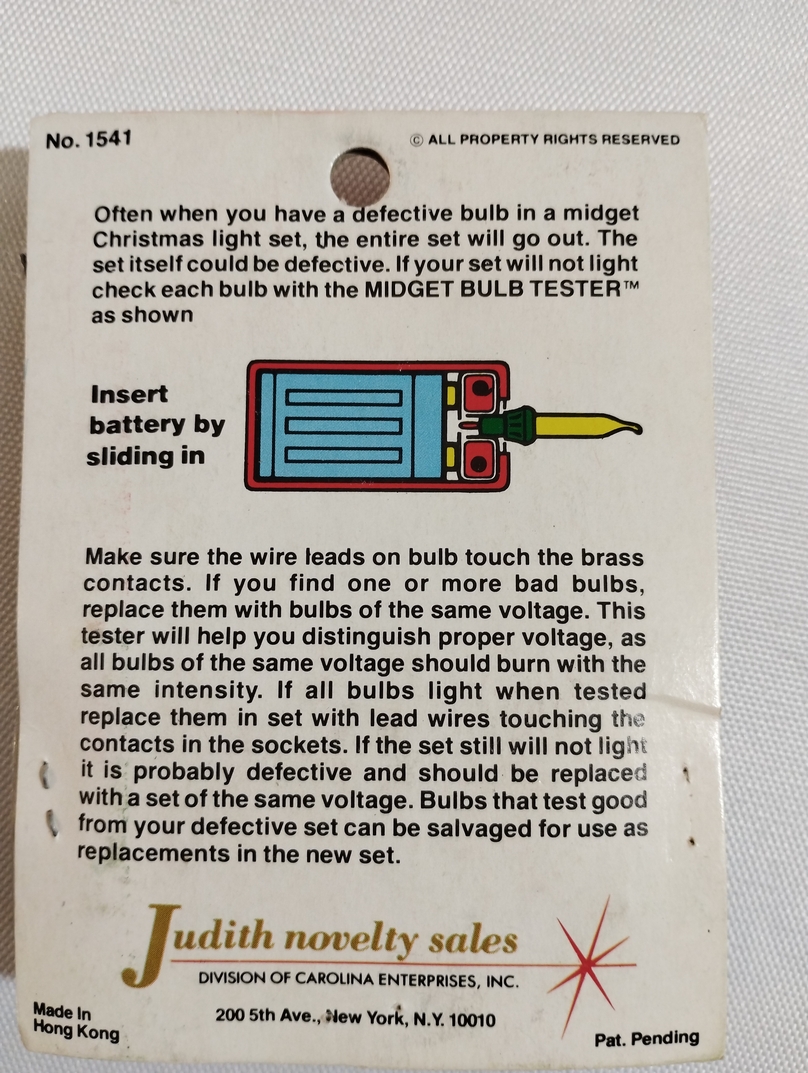 No. 1541
© ALL PROPERTY RIGHTS RESERVED
Often when you have a defective bulb in a midget
Christmas light set, the entire set will go out. The
set itself could be defective. If your set will not light
check each bulb with the MIDGET BULB TESTER™
as shown
Insert
battery by
sliding in
Make sure the wire leads on bulb touch the brass
contacts. If you find one or more bad bulbs,
replace them with bulbs of the same voltage. This
tester will help you distinguish proper voltage, as
all bulbs of the same voltage should burn with the
same intensity. If all bulbs light when tested
replace them in set with lead wires touching the
contacts in the sockets. If the set still will not light
it is probably defective and should be replaced
with a set of the same voltage. Bulbs that test good
from your defective set can be salvaged for use as
replacements in the new set.
Judith novelty sales
DIVISION OF CAROLINA ENTERPRISES, INC.
200 5th Ave., New York, N.Y. 10010
Made In
Hong Kong
Pat. Pending